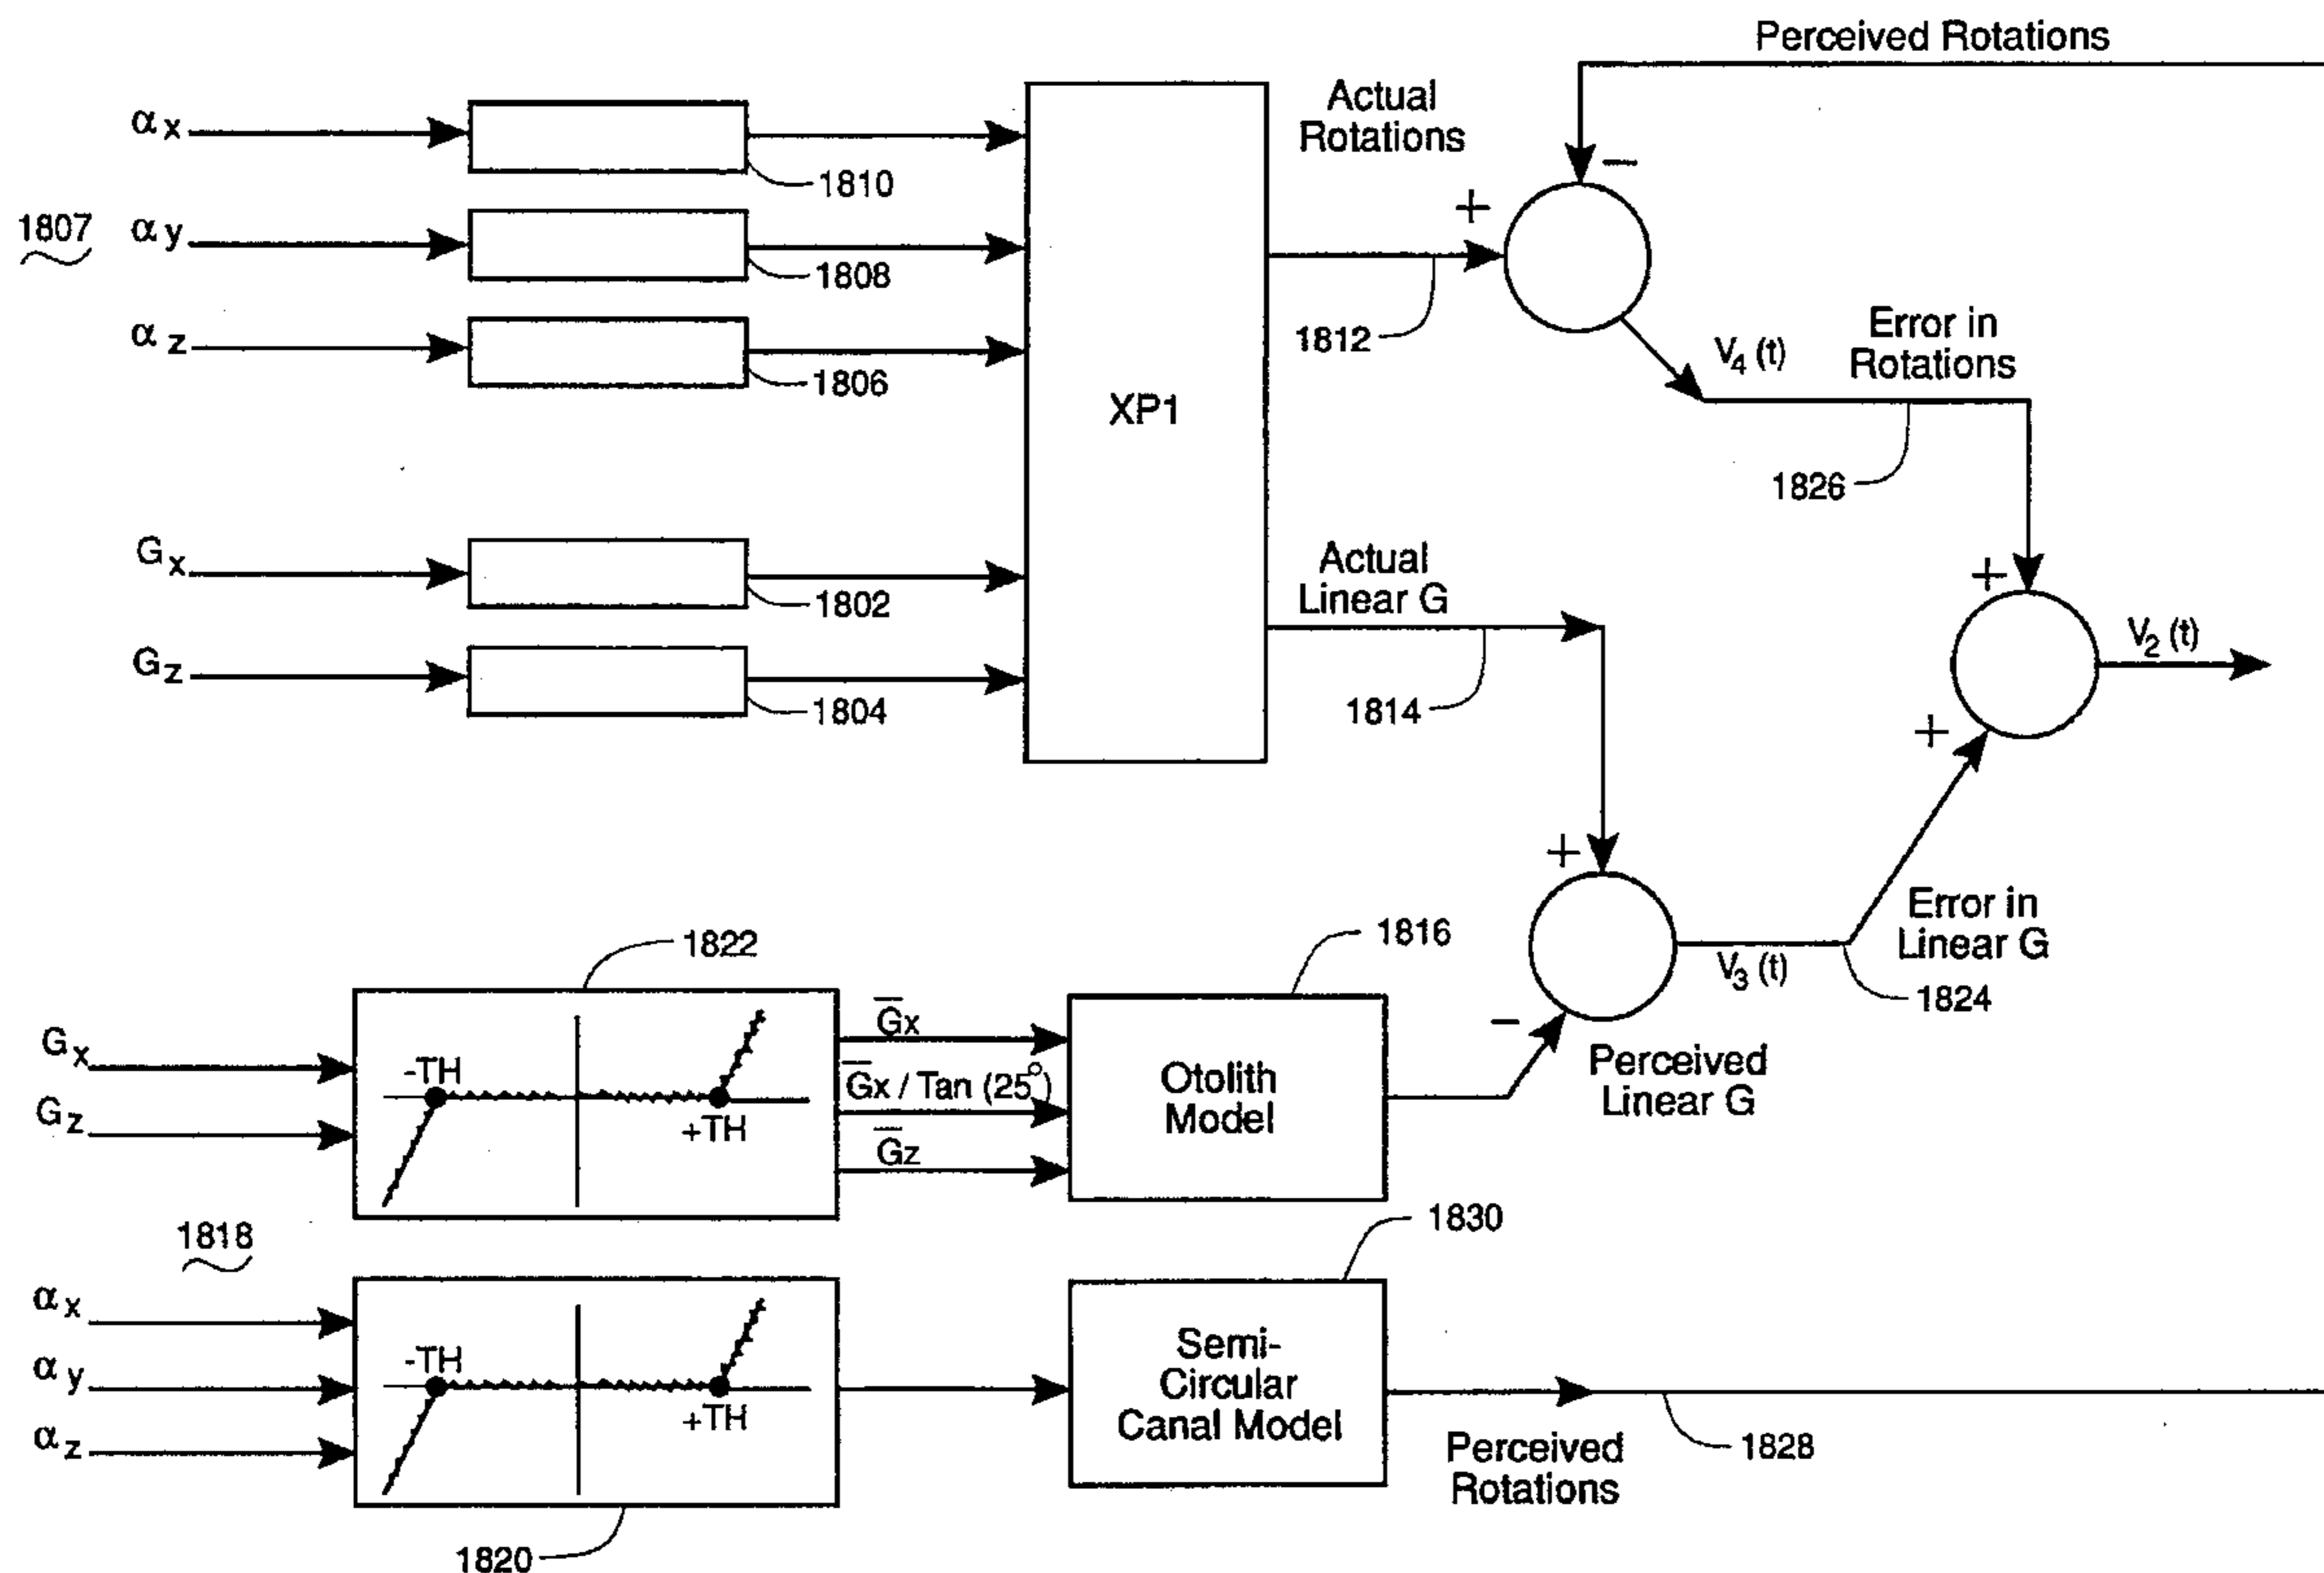 Perceived Rotations
Actual
Rotations
αx
1810
−
+
1807
αy
1808
αz
1806
1812
Error in
Rotations
V4 (t)
XP1
1826
Gx
1802
Actual
Linear G
+
V2 (t)
Gz
1804
1814
+
+
1822
1816
Error in
Linear G
V3 (t)
1824
Gx
Gz
-TH
+TH
G̅x
G̅x / Tan (25°)
G̅z
Otolith
Model
−
Perceived
Linear G
1818
1830
αx
αy
αz
-TH
+TH
Semi-
Circular
Canal Model
Perceived
Rotations
1828
1820